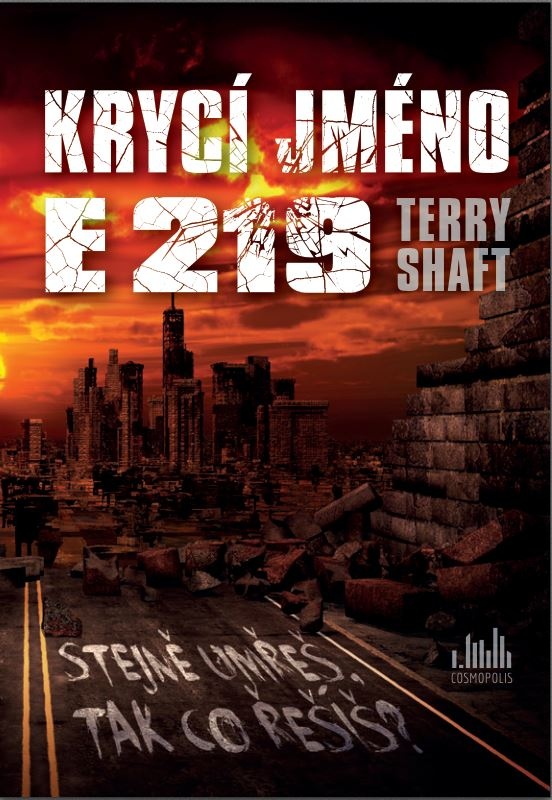 KRYCÍ JMÉNO
E 219
TERRY
SHAFT
STEJNĚ UMŘEŠ,
TAK CO ŘEŠÍŠ?
COSMOPOLIS